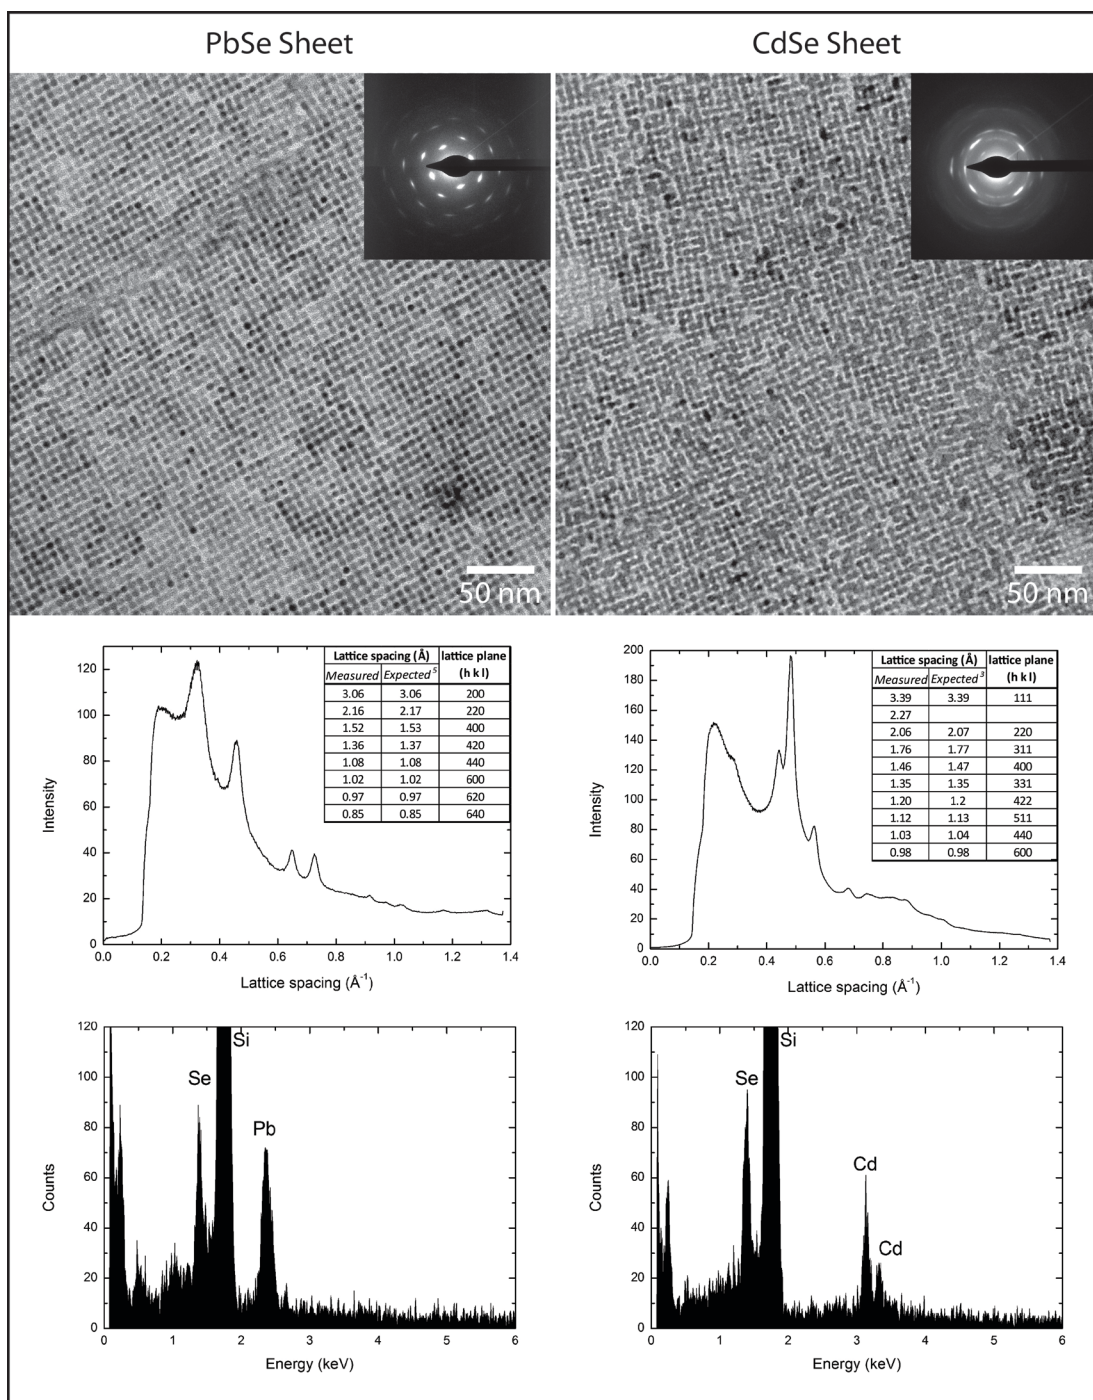 PbSe Sheet
CdSe Sheet
50 nm
50 nm
Lattice spacing (Å) lattice plane
Measured Expected 5 (h k l)
3.06 3.06 200
2.16 2.17 220
1.52 1.53 400
1.36 1.37 420
1.08 1.08 440
1.02 1.02 600
0.97 0.97 620
0.85 0.85 640
120
100
80
60
40
20
0
Intensity
0.0 0.2 0.4 0.6 0.8 1.0 1.2 1.4
Lattice spacing (Å-1)
Lattice spacing (Å) lattice plane
Measured Expected 3 (h k l)
3.39 3.39 111
2.27
2.06 2.07 220
1.76 1.77 311
1.46 1.47 400
1.35 1.35 331
1.20 1.2 422
1.12 1.13 511
1.03 1.04 440
0.98 0.98 600
200
180
160
140
120
100
80
60
40
20
0
Intensity
0.0 0.2 0.4 0.6 0.8 1.0 1.2 1.4
Lattice spacing (Å-1)
120
100
80
60
40
20
0
Counts
Si
Se
Pb
0 1 2 3 4 5 6
Energy (keV)
120
100
80
60
40
20
0
Counts
Si
Se
Cd
Cd
0 1 2 3 4 5 6
Energy (keV)